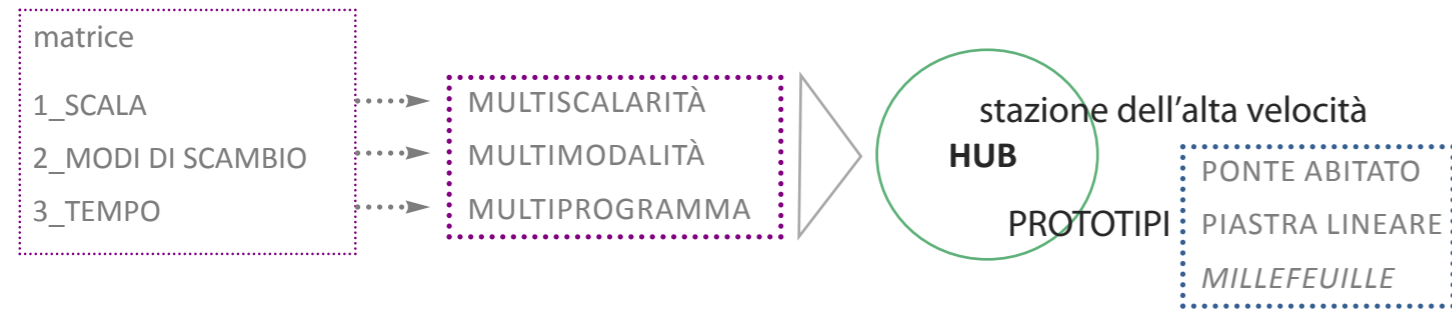 matrice
1_SCALA
2_MODI DI SCAMBIO
3_TEMPO
MULTISCALARITÀ
MULTIMODALITÀ
MULTIPROGRAMMA
stazione dell’alta velocità
HUB
PROTOTIPI
PONTE ABITATO
PIASTRA LINEARE
MILLEFEUILLE